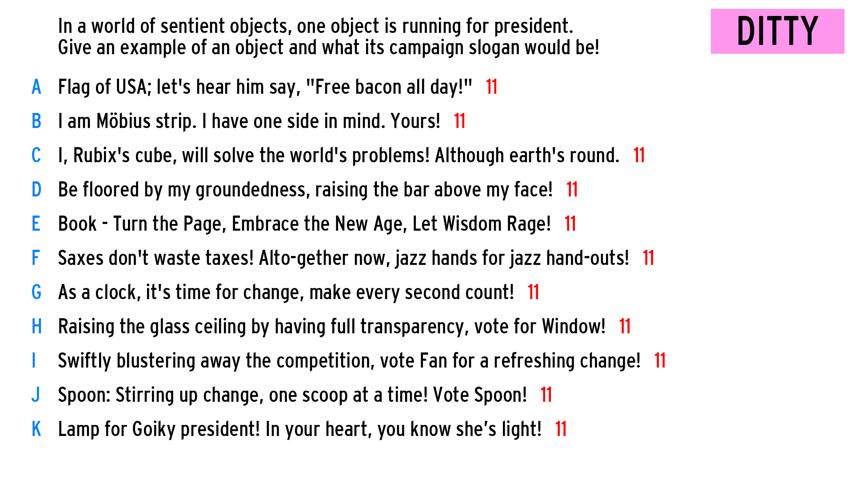 In a world of sentient objects, one object is running for president.
Give an example of an object and what its campaign slogan would be!
DITTY
A Flag of USA; let's hear him say, "Free bacon all day!" 11
B I am Möbius strip. I have one side in mind. Yours! 11
C I, Rubix's cube, will solve the world's problems! Although earth's round. 11
D Be floored by my groundedness, raising the bar above my face! 11
E Book - Turn the Page, Embrace the New Age, Let Wisdom Rage! 11
F Saxes don't waste taxes! Alto-gether now, jazz hands for jazz hand-outs! 11
G As a clock, it's time for change, make every second count! 11
H Raising the glass ceiling by having full transparency, vote for Window! 11
I Swiftly blustering away the competition, vote Fan for a refreshing change! 11
J Spoon: Stirring up change, one scoop at a time! Vote Spoon! 11
K Lamp for Goiky president! In your heart, you know she’s light! 11